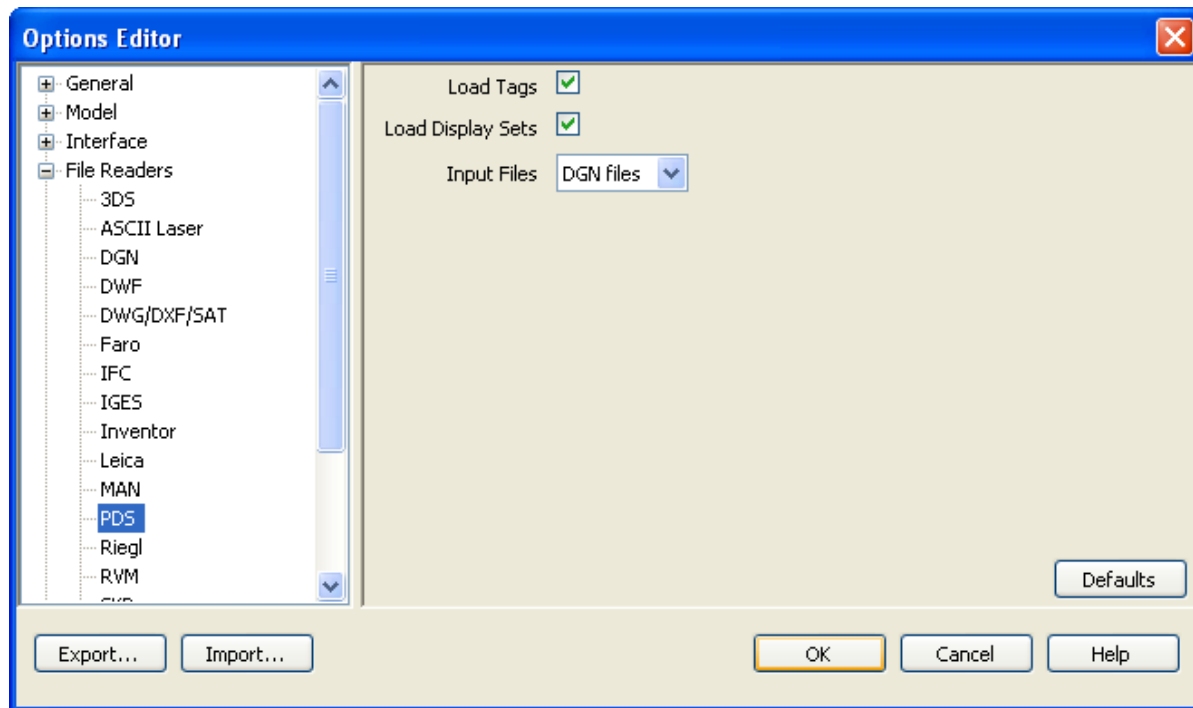 Options Editor
General
Model
Interface
File Readers
3DS
ASCII Laser
DGN
DWF
DWG/DXF/SAT
Faro
IFC
IGES
Inventor
Leica
MAN
PDS
Riegl
RVM
Load Tags
Load Display Sets
Input Files DGN files
Defaults
Export... Import... OK Cancel Help